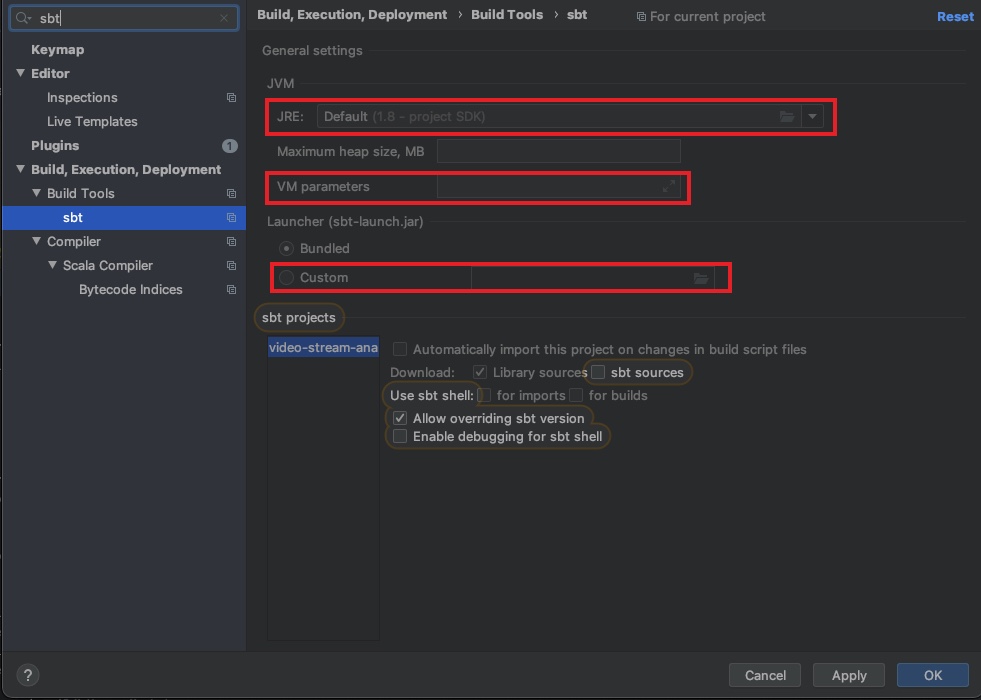 sbt
Keymap
Editor
Inspections
Live Templates
Plugins 1
Build, Execution, Deployment
Build Tools
sbt
Compiler
Scala Compiler
Bytecode Indices
Build, Execution, Deployment › Build Tools › sbt For current project Reset
General settings
JVM
JRE: Default (1.8 - project SDK)
Maximum heap size, MB
VM parameters
Launcher (sbt-launch.jar)
Bundled
Custom
sbt projects
video-stream-ana
Automatically import this project on changes in build script files
Download: Library sources sbt sources
Use sbt shell: for imports for builds
Allow overriding sbt version
Enable debugging for sbt shell
? Cancel Apply OK